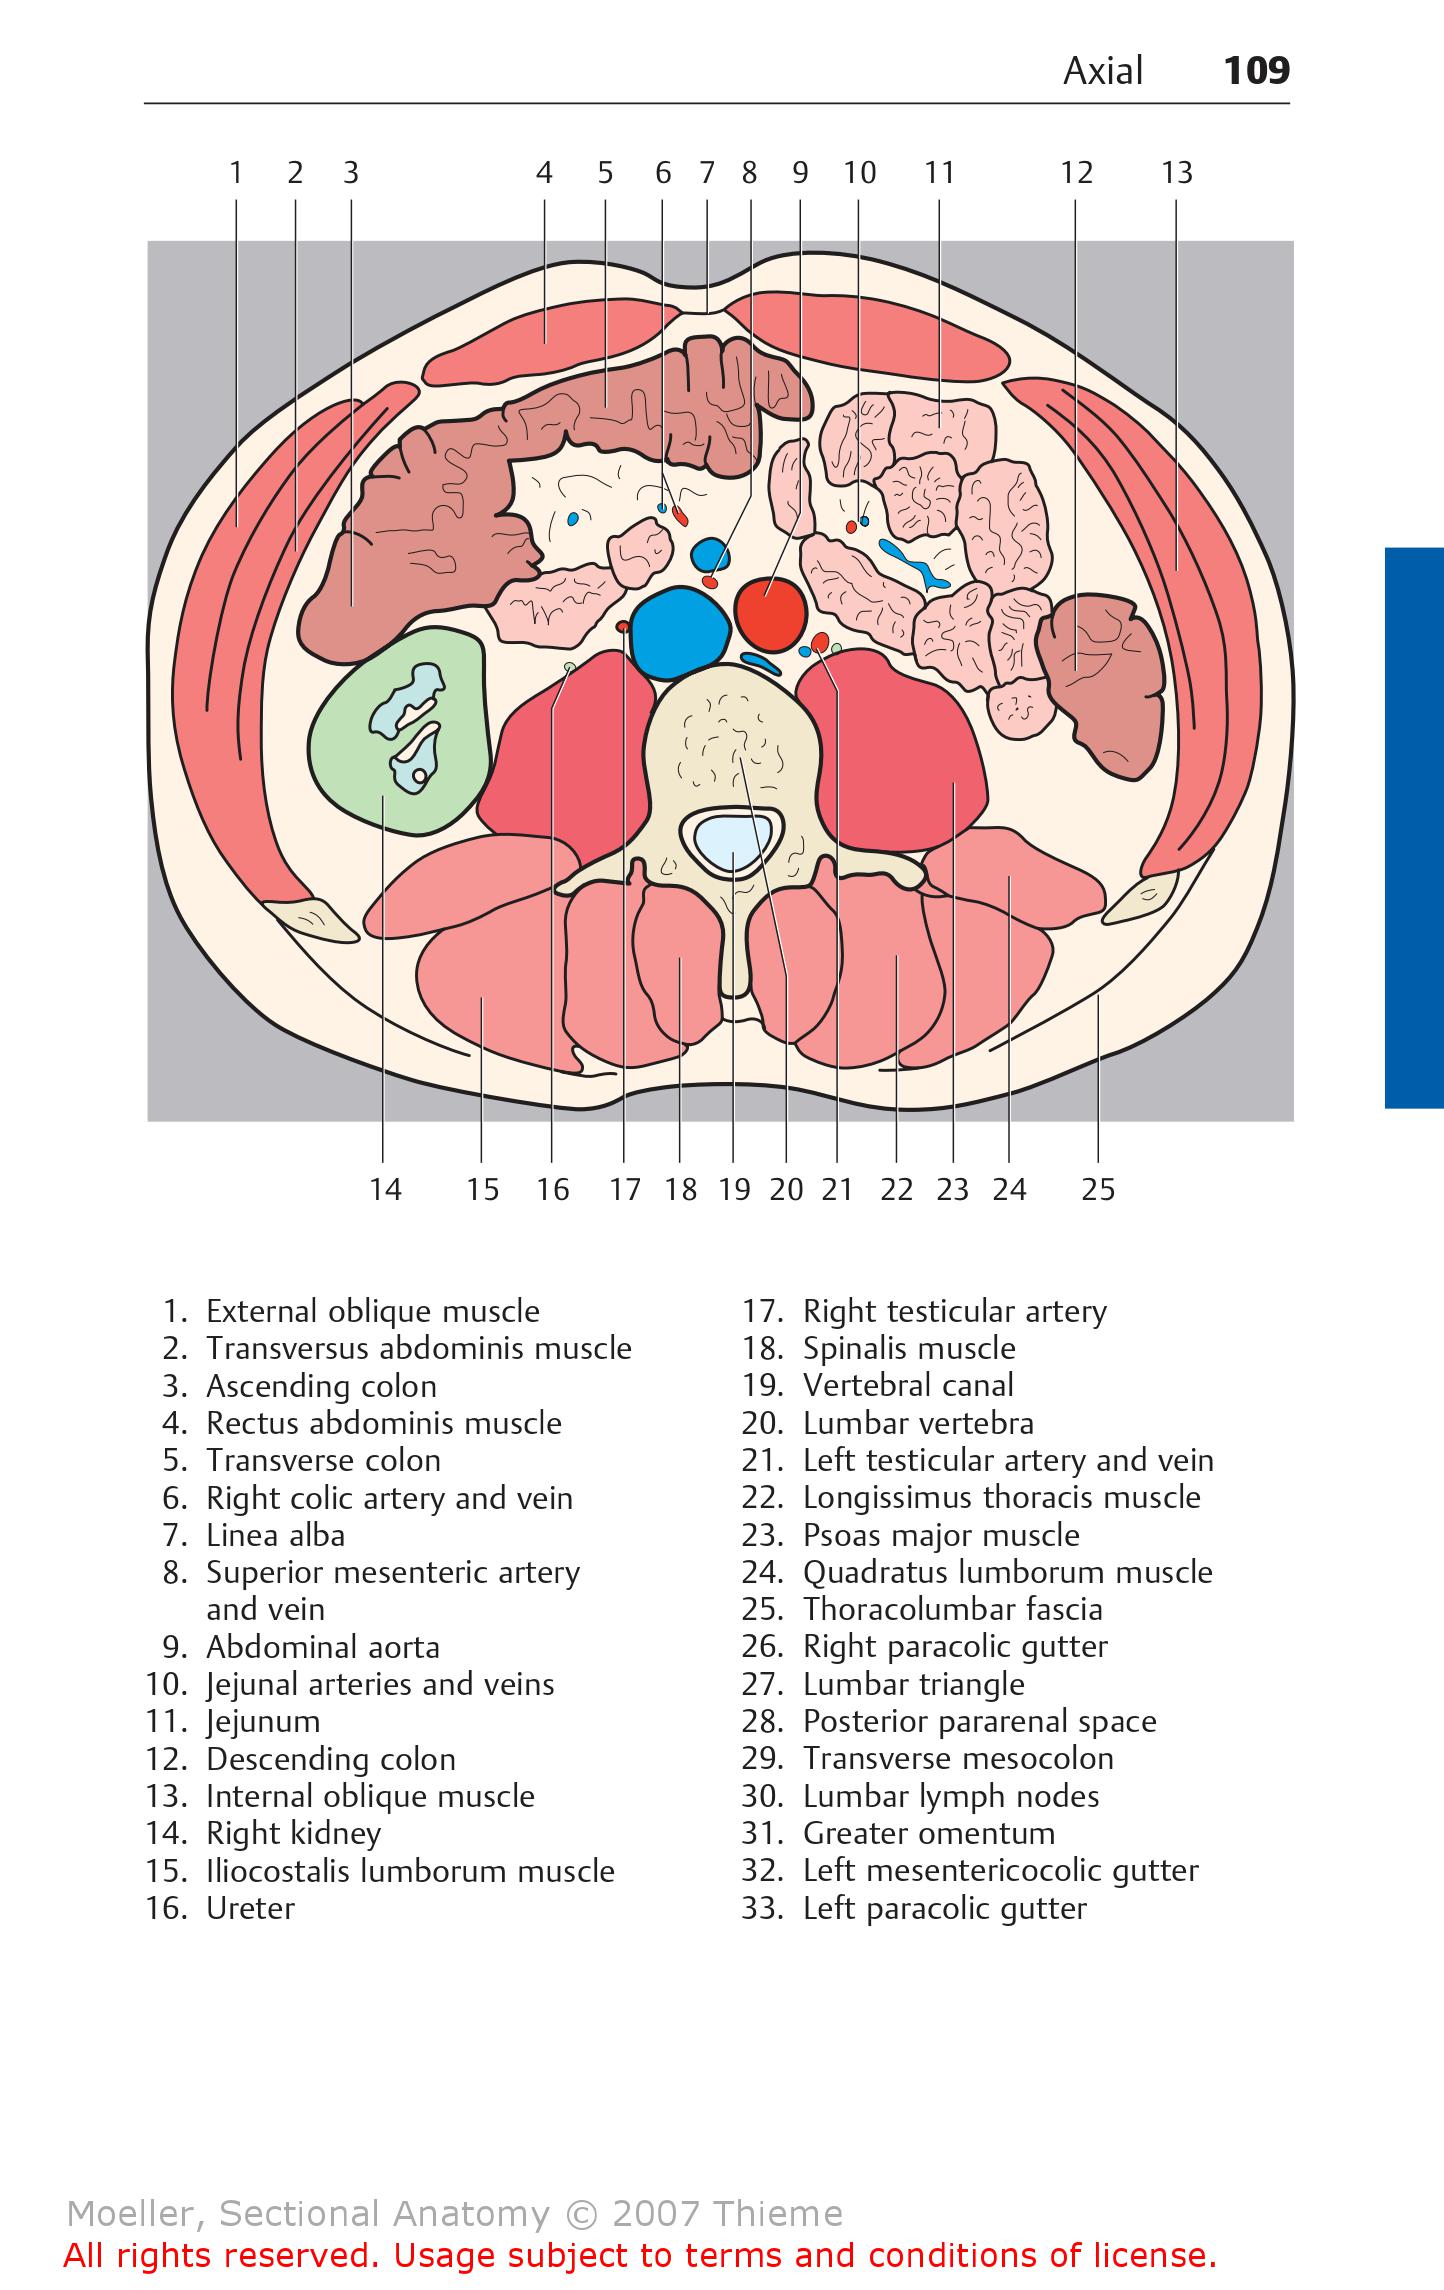 Axial 109
1 2 3 4 5 6 7 8 9 10 11 12 13
14 15 16 17 18 19 20 21 22 23 24 25
1. External oblique muscle
2. Transversus abdominis muscle
3. Ascending colon
4. Rectus abdominis muscle
5. Transverse colon
6. Right colic artery and vein
7. Linea alba
8. Superior mesenteric artery
and vein
9. Abdominal aorta
10. Jejunal arteries and veins
11. Jejunum
12. Descending colon
13. Internal oblique muscle
14. Right kidney
15. Iliocostalis lumborum muscle
16. Ureter
17. Right testicular artery
18. Spinalis muscle
19. Vertebral canal
20. Lumbar vertebra
21. Left testicular artery and vein
22. Longissimus thoracis muscle
23. Psoas major muscle
24. Quadratus lumborum muscle
25. Thoracolumbar fascia
26. Right paracolic gutter
27. Lumbar triangle
28. Posterior pararenal space
29. Transverse mesocolon
30. Lumbar lymph nodes
31. Greater omentum
32. Left mesentericocolic gutter
33. Left paracolic gutter
Moeller, Sectional Anatomy © 2007 Thieme
All rights reserved. Usage subject to terms and conditions of license.